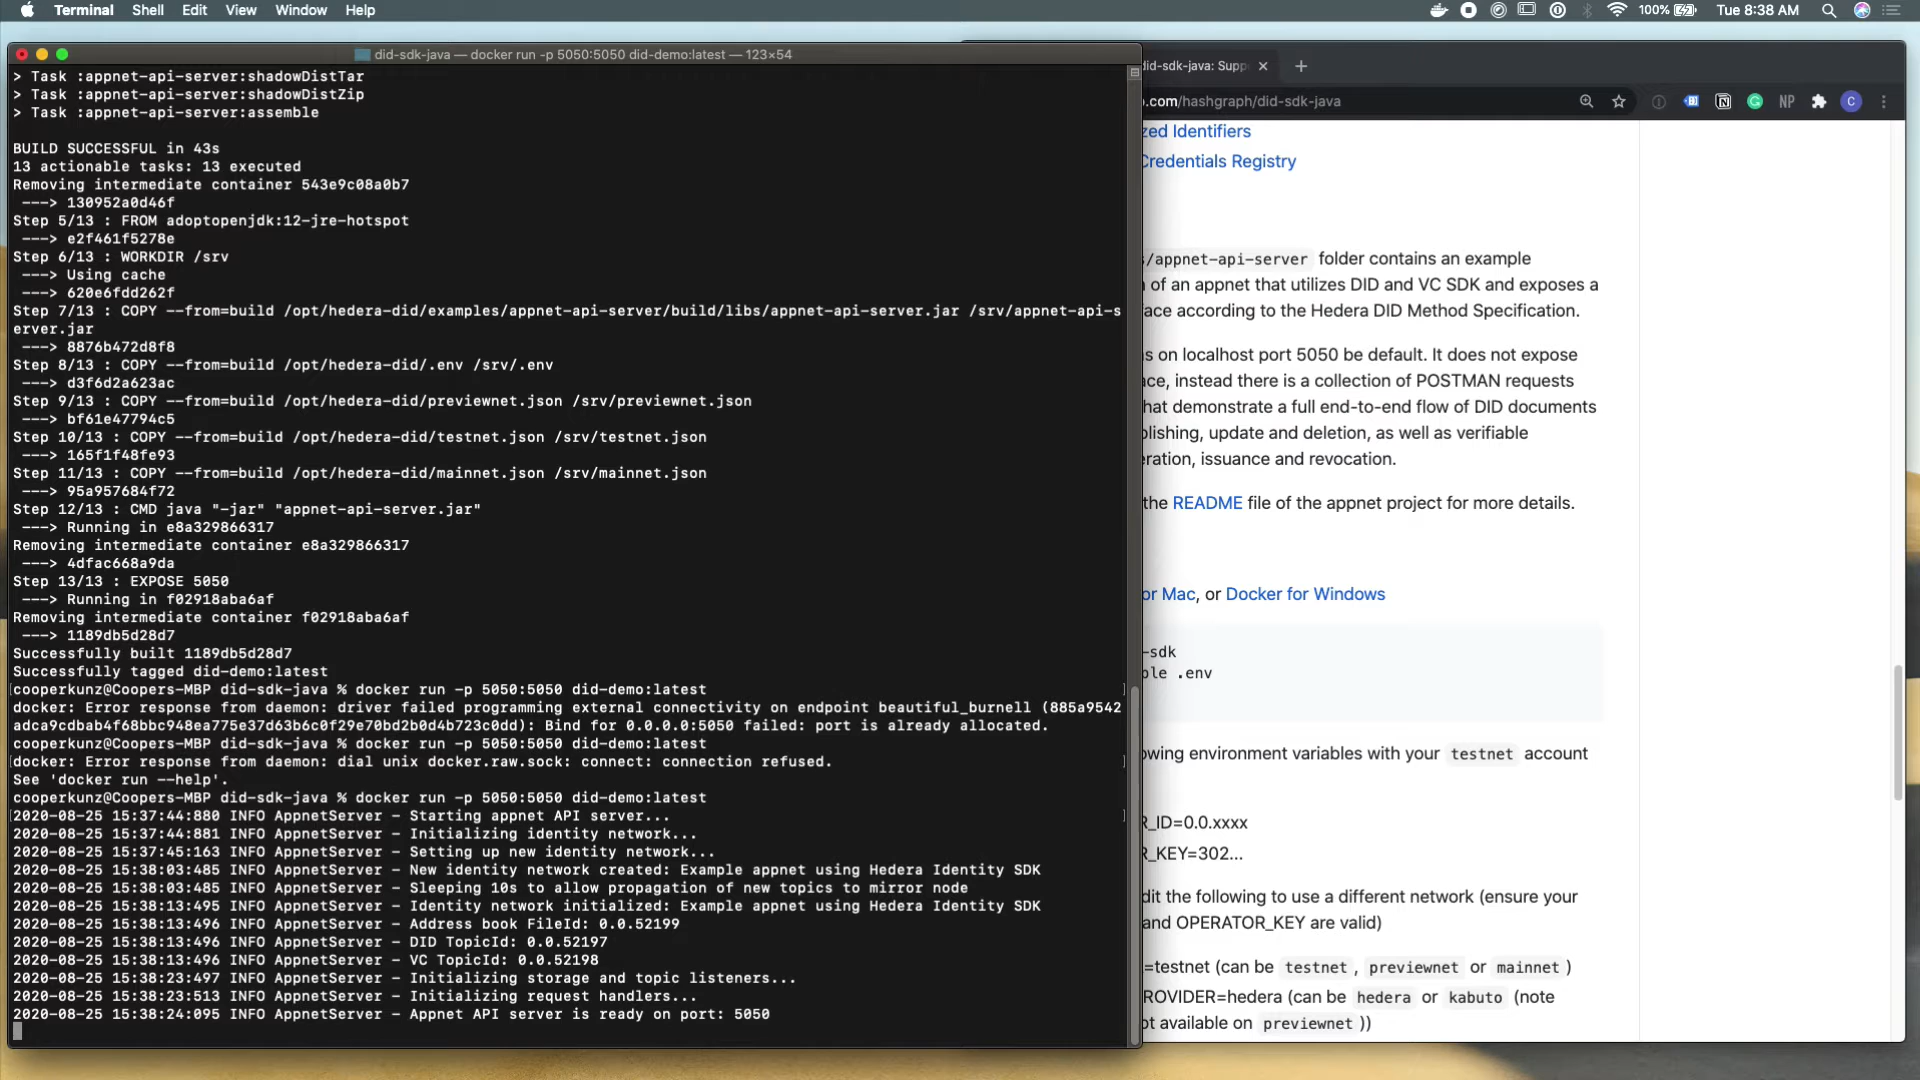 Terminal Shell Edit View Window Help
100% Tue 8:38 AM
did-sdk-java — docker run -p 5050:5050 did-demo:latest — 123×54
> Task :appnet-api-server:shadowDistTar
> Task :appnet-api-server:shadowDistZip
> Task :appnet-api-server:assemble
BUILD SUCCESSFUL in 43s
13 actionable tasks: 13 executed
Removing intermediate container 543e9c08a0b7
---> 130952a0d46f
Step 5/13 : FROM adoptopenjdk:12-jre-hotspot
---> e2f461f5278e
Step 6/13 : WORKDIR /srv
---> Using cache
---> 620e6fdd262f
Step 7/13 : COPY --from=build /opt/hedera-did/examples/appnet-api-server/build/libs/appnet-api-server.jar /srv/appnet-api-s
erver.jar
---> 8876b472d8f8
Step 8/13 : COPY --from=build /opt/hedera-did/.env /srv/.env
---> d3f6d2a623ac
Step 9/13 : COPY --from=build /opt/hedera-did/previewnet.json /srv/previewnet.json
---> bf61e47794c5
Step 10/13 : COPY --from=build /opt/hedera-did/testnet.json /srv/testnet.json
---> 165f1f48fe93
Step 11/13 : COPY --from=build /opt/hedera-did/mainnet.json /srv/mainnet.json
---> 95a957684f72
Step 12/13 : CMD java "-jar" "appnet-api-server.jar"
---> Running in e8a329866317
Removing intermediate container e8a329866317
---> 4dfac668a9da
Step 13/13 : EXPOSE 5050
---> Running in f02918aba6af
Removing intermediate container f02918aba6af
---> 1189db5d28d7
Successfully built 1189db5d28d7
Successfully tagged did-demo:latest
cooperkunz@Coopers-MBP did-sdk-java % docker run -p 5050:5050 did-demo:latest
docker: Error response from daemon: driver failed programming external connectivity on endpoint beautiful_burnell (885a9542
adca9cdbab4f68bbc948ea775e37d63b6c0f29e70bd2b0d4b723c0dd): Bind for 0.0.0.0:5050 failed: port is already allocated.
cooperkunz@Coopers-MBP did-sdk-java % docker run -p 5050:5050 did-demo:latest
docker: Error response from daemon: dial unix docker.raw.sock: connect: connection refused.
See 'docker run --help'.
cooperkunz@Coopers-MBP did-sdk-java % docker run -p 5050:5050 did-demo:latest
2020-08-25 15:37:44:880 INFO AppnetServer - Starting appnet API server...
2020-08-25 15:37:44:881 INFO AppnetServer - Initializing identity network...
2020-08-25 15:37:45:163 INFO AppnetServer - Setting up new identity network...
2020-08-25 15:38:03:485 INFO AppnetServer - New identity network created: Example appnet using Hedera Identity SDK
2020-08-25 15:38:03:485 INFO AppnetServer - Sleeping 10s to allow propagation of new topics to mirror node
2020-08-25 15:38:13:495 INFO AppnetServer - Identity network initialized: Example appnet using Hedera Identity SDK
2020-08-25 15:38:13:496 INFO AppnetServer - Address book FileId: 0.0.52199
2020-08-25 15:38:13:496 INFO AppnetServer - DID TopicId: 0.0.52197
2020-08-25 15:38:13:496 INFO AppnetServer - VC TopicId: 0.0.52198
2020-08-25 15:38:23:497 INFO AppnetServer - Initializing storage and topic listeners...
2020-08-25 15:38:23:513 INFO AppnetServer - Initializing request handlers...
2020-08-25 15:38:24:095 INFO AppnetServer - Appnet API server is ready on port: 5050
did-sdk-java: Supp
o.com/hashgraph/did-sdk-java
NP C
zed Identifiers
Credentials Registry
/appnet-api-server folder contains an example
of an appnet that utilizes DID and VC SDK and exposes a
ace according to the Hedera DID Method Specification.
s on localhost port 5050 be default. It does not expose
ace, instead there is a collection of POSTMAN requests
hat demonstrate a full end-to-end flow of DID documents
olishing, update and deletion, as well as verifiable
eration, issuance and revocation.
the README file of the appnet project for more details.
or Mac, or Docker for Windows
-sdk
ple .env
owing environment variables with your testnet account
R_ID=0.0.xxxx
R_KEY=302...
dit the following to use a different network (ensure your
and OPERATOR_KEY are valid)
=testnet (can be testnet , previewnet or mainnet )
ROVIDER=hedera (can be hedera or kabuto (note
ot available on previewnet ))